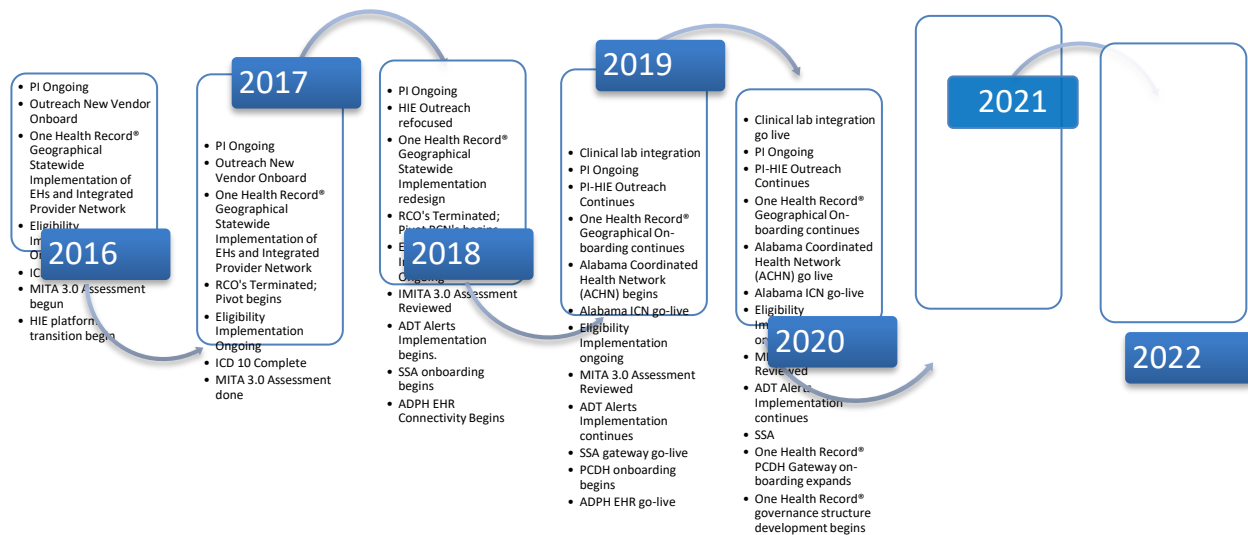 2016
• PI Ongoing
• Outreach New Vendor
Onboard
• One Health Record®
Geographical
Statewide
Implementation of
EHs and Integrated
Provider Network
• Eligibility
• MITA 3.0 Assessment
begun
• HIE platform
transition begin
2017
• PI Ongoing
• Outreach New
Vendor Onboard
• One Health Record®
Geographical
Statewide
Implementation of
EHs and Integrated
Provider Network
• RCO's Terminated;
Pivot begins
• Eligibility
Implementation
Ongoing
• ICD 10 Complete
• MITA 3.0 Assessment
done
2018
• PI Ongoing
• HIE Outreach
refocused
• One Health Record®
Geographical
Statewide
Implementation
redesign
• RCO's Terminated;
Pivot PCN's begins
Ongoing
• IMITA 3.0 Assessment
Reviewed
• ADT Alerts
Implementation
begins.
• SSA onboarding
begins
• ADPH EHR
Connectivity Begins
2019
• Clinical lab integration
• PI Ongoing
• PI-HIE Outreach
Continues
• One Health Record®
Geographical On-
boarding continues
• Alabama Coordinated
Health Network
(ACHN) begins
• Alabama ICN go-live
• Eligibility
Implementation
ongoing
• MITA 3.0 Assessment
Reviewed
• ADT Alerts
Implementation
continues
• SSA gateway go-live
• PCDH onboarding
begins
• ADPH EHR go-live
2020
• Clinical lab integration
go live
• PI Ongoing
• PI-HIE Outreach
Continues
• One Health Record®
Geographical On-
boarding continues
• Alabama Coordinated
Health Network
(ACHN) go live
• Alabama ICN go-live
• Eligibility
Reviewed
• ADT Alerts
Implementation
continues
• SSA
• One Health Record®
PCDH Gateway on-
boarding expands
• One Health Record®
governance structure
development begins
2021
2022